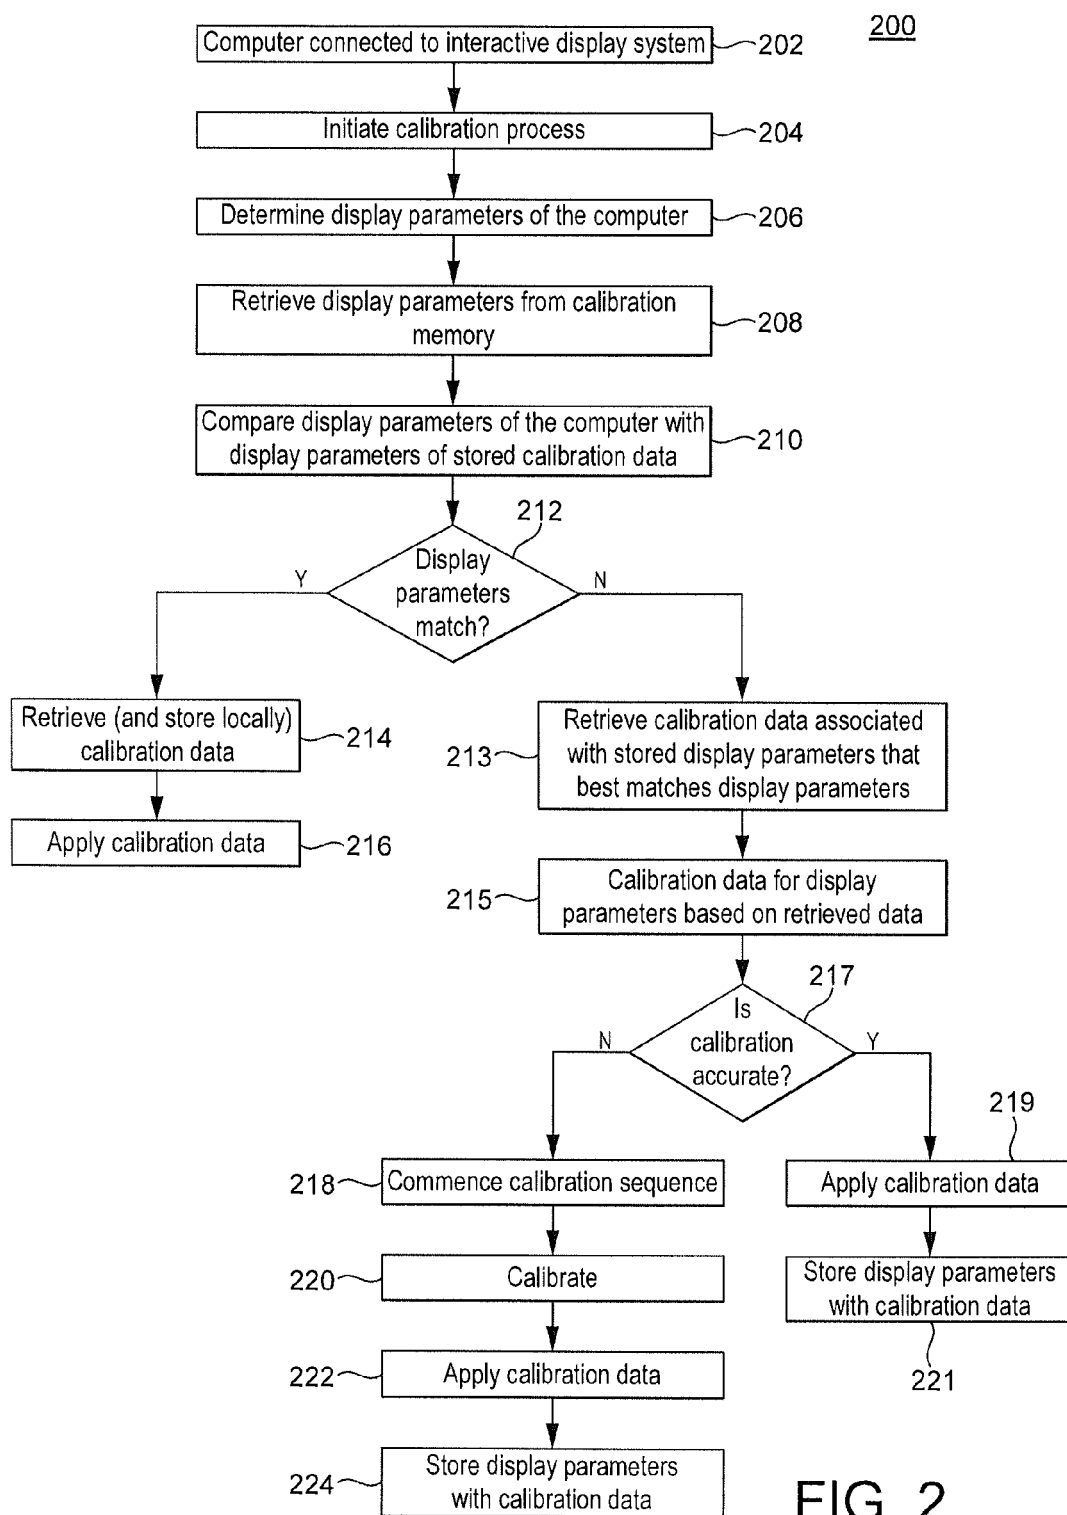 200
Computer connected to interactive display system
202
Initiate calibration process
204
Determine display parameters of the computer
206
Retrieve display parameters from calibration
memory
208
Compare display parameters of the computer with
display parameters of stored calibration data
210
212
Display
parameters
match?
Y
N
Retrieve (and store locally)
calibration data
214
Apply calibration data
216
213
Retrieve calibration data associated
with stored display parameters that
best matches display parameters
215
Calibration data for display
parameters based on retrieved data
217
Is
calibration
accurate?
N
Y
218
Commence calibration sequence
220
Calibrate
222
Apply calibration data
224
Store display parameters
with calibration data
219
Apply calibration data
Store display parameters
with calibration data
221
FIG. 2